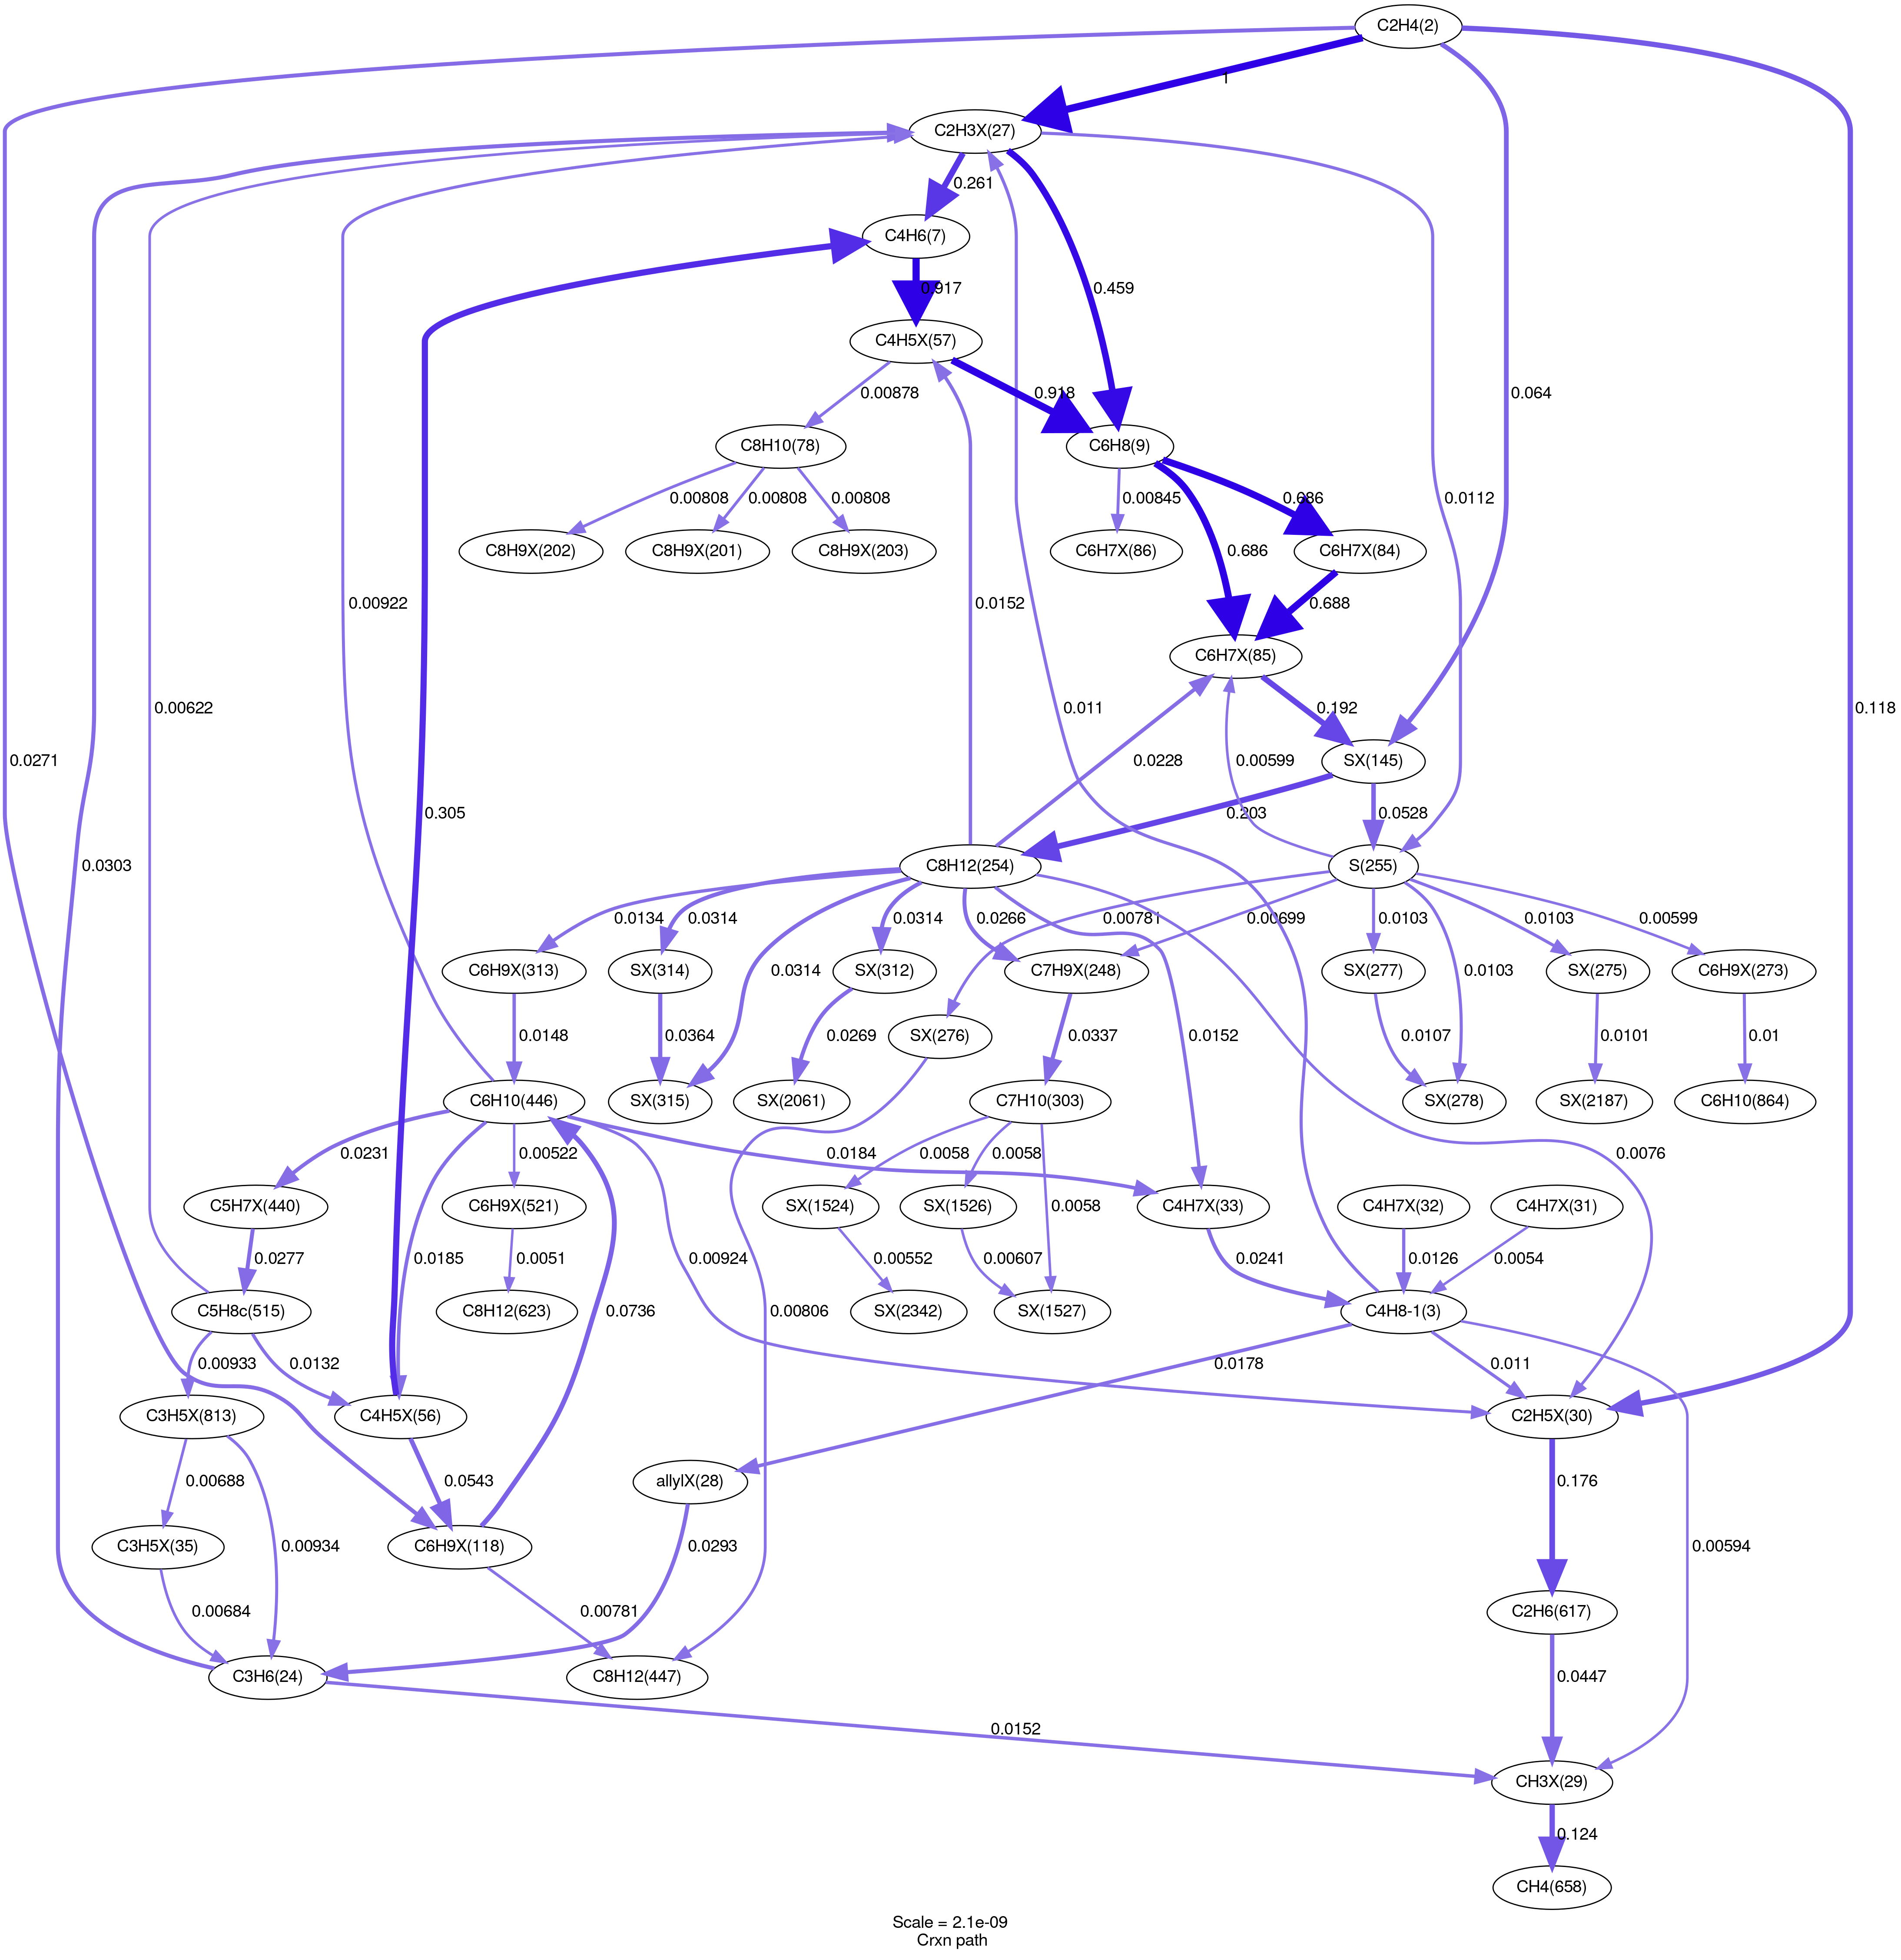 C2H4(2)
1
C2H3X(27)
0.261
C4H6(7)
0.917
0.459
0.064
C4H5X(57)
0.918
0.00878
C8H10(78)
C6H8(9)
0.00808
0.00808
0.00808
0.00845
0.686
0.0112
C8H9X(202)
C8H9X(201)
C8H9X(203)
C6H7X(86)
0.686
C6H7X(84)
0.00922
0.0152
0.688
C6H7X(85)
0.00622
0.011
0.192
0.118
0.0271
0.0228
0.00599
SX(145)
0.0303
0.305
0.203
0.0528
C8H12(254)
S(255)
0.0134
0.0314
0.0314
0.0266
0.00781
0.00699
0.0103
0.0103
0.00599
C6H9X(313)
SX(314)
0.0314
SX(312)
C7H9X(248)
SX(277)
0.0103
SX(275)
C6H9X(273)
0.0148
0.0364
0.0269
SX(276)
0.0337
0.0152
0.0107
0.0101
0.01
C6H10(446)
SX(315)
SX(2061)
C7H10(303)
SX(278)
SX(2187)
C6H10(864)
0.0231
0.00522
0.0184
0.0058
0.0058
0.0076
C5H7X(440)
C6H9X(521)
SX(1524)
SX(1526)
0.0058
C4H7X(33)
C4H7X(32)
C4H7X(31)
0.0277
0.0185
0.0051
0.00924
0.00552
0.00607
0.0241
0.0126
0.0054
C5H8c(515)
C8H12(623)
0.0736
0.00806
SX(2342)
SX(1527)
C4H8-1(3)
0.00933
0.0132
0.0178
0.011
C3H5X(813)
C4H5X(56)
C2H5X(30)
0.00688
0.0543
allylX(28)
0.176
C3H5X(35)
0.00934
C6H9X(118)
0.0293
0.00594
0.00684
0.00781
C2H6(617)
C3H6(24)
C8H12(447)
0.0447
0.0152
CH3X(29)
0.124
CH4(658)
Scale = 2.1e-09
Crxn path